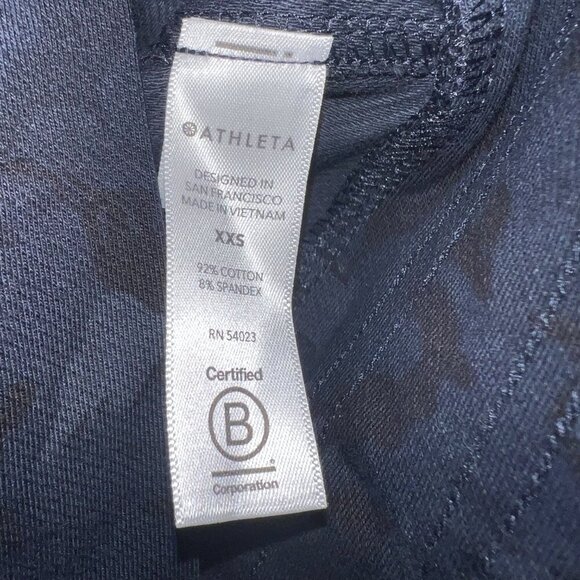 ATHLETA
DESIGNED IN
SAN FRANCISCO
MADE IN VIETNAM
XXS
92% COTTON
8% SPANDEX
RN 54023
Certified
B
Corporation